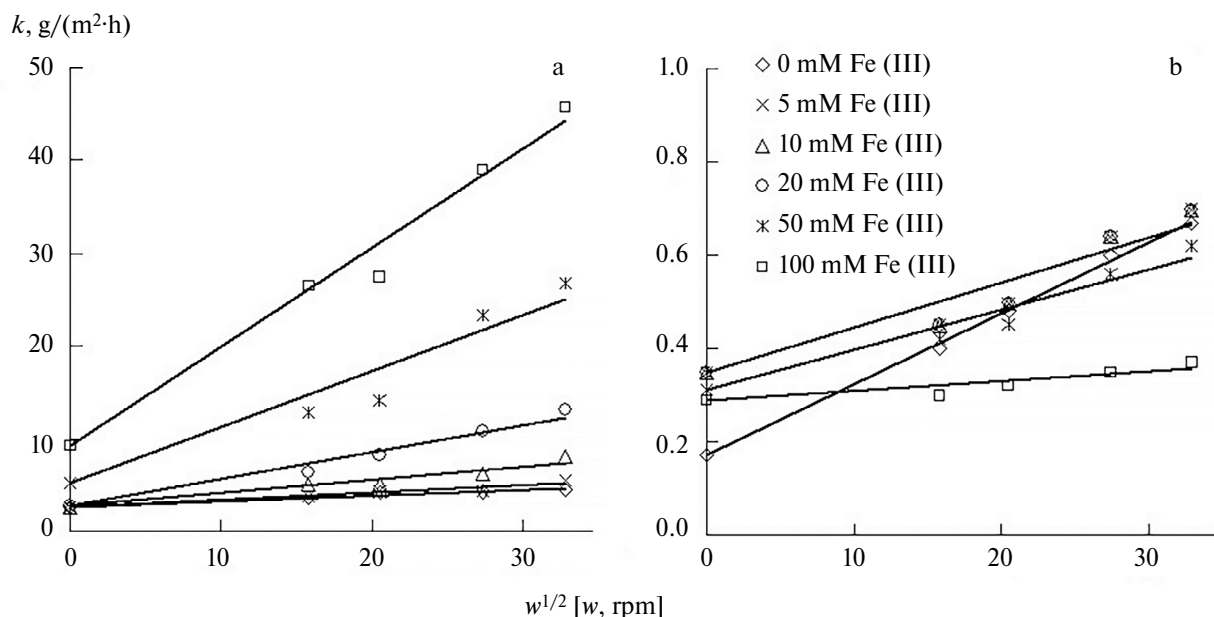 k, g/(m²·h)
50
40
30
20
10
0
0
20
30
a
1.0
0.8
0.6
0.4
0.2
0.0
0
10
20
30
b
0 mM Fe (III)
5 mM Fe (III)
10 mM Fe (III)
20 mM Fe (III)
50 mM Fe (III)
100 mM Fe (III)
w^{1/2} [w, rpm]